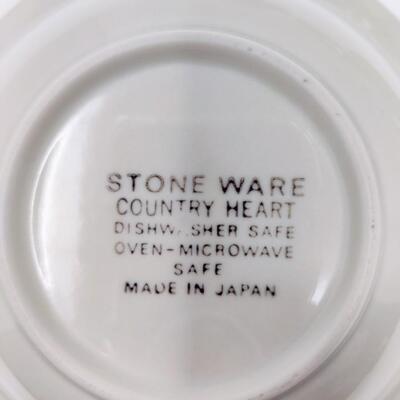 STONE WARE
COUNTRY HEART
DISHWASHER SAFE
OVEN-MICROWAVE
SAFE
MADE IN JAPAN